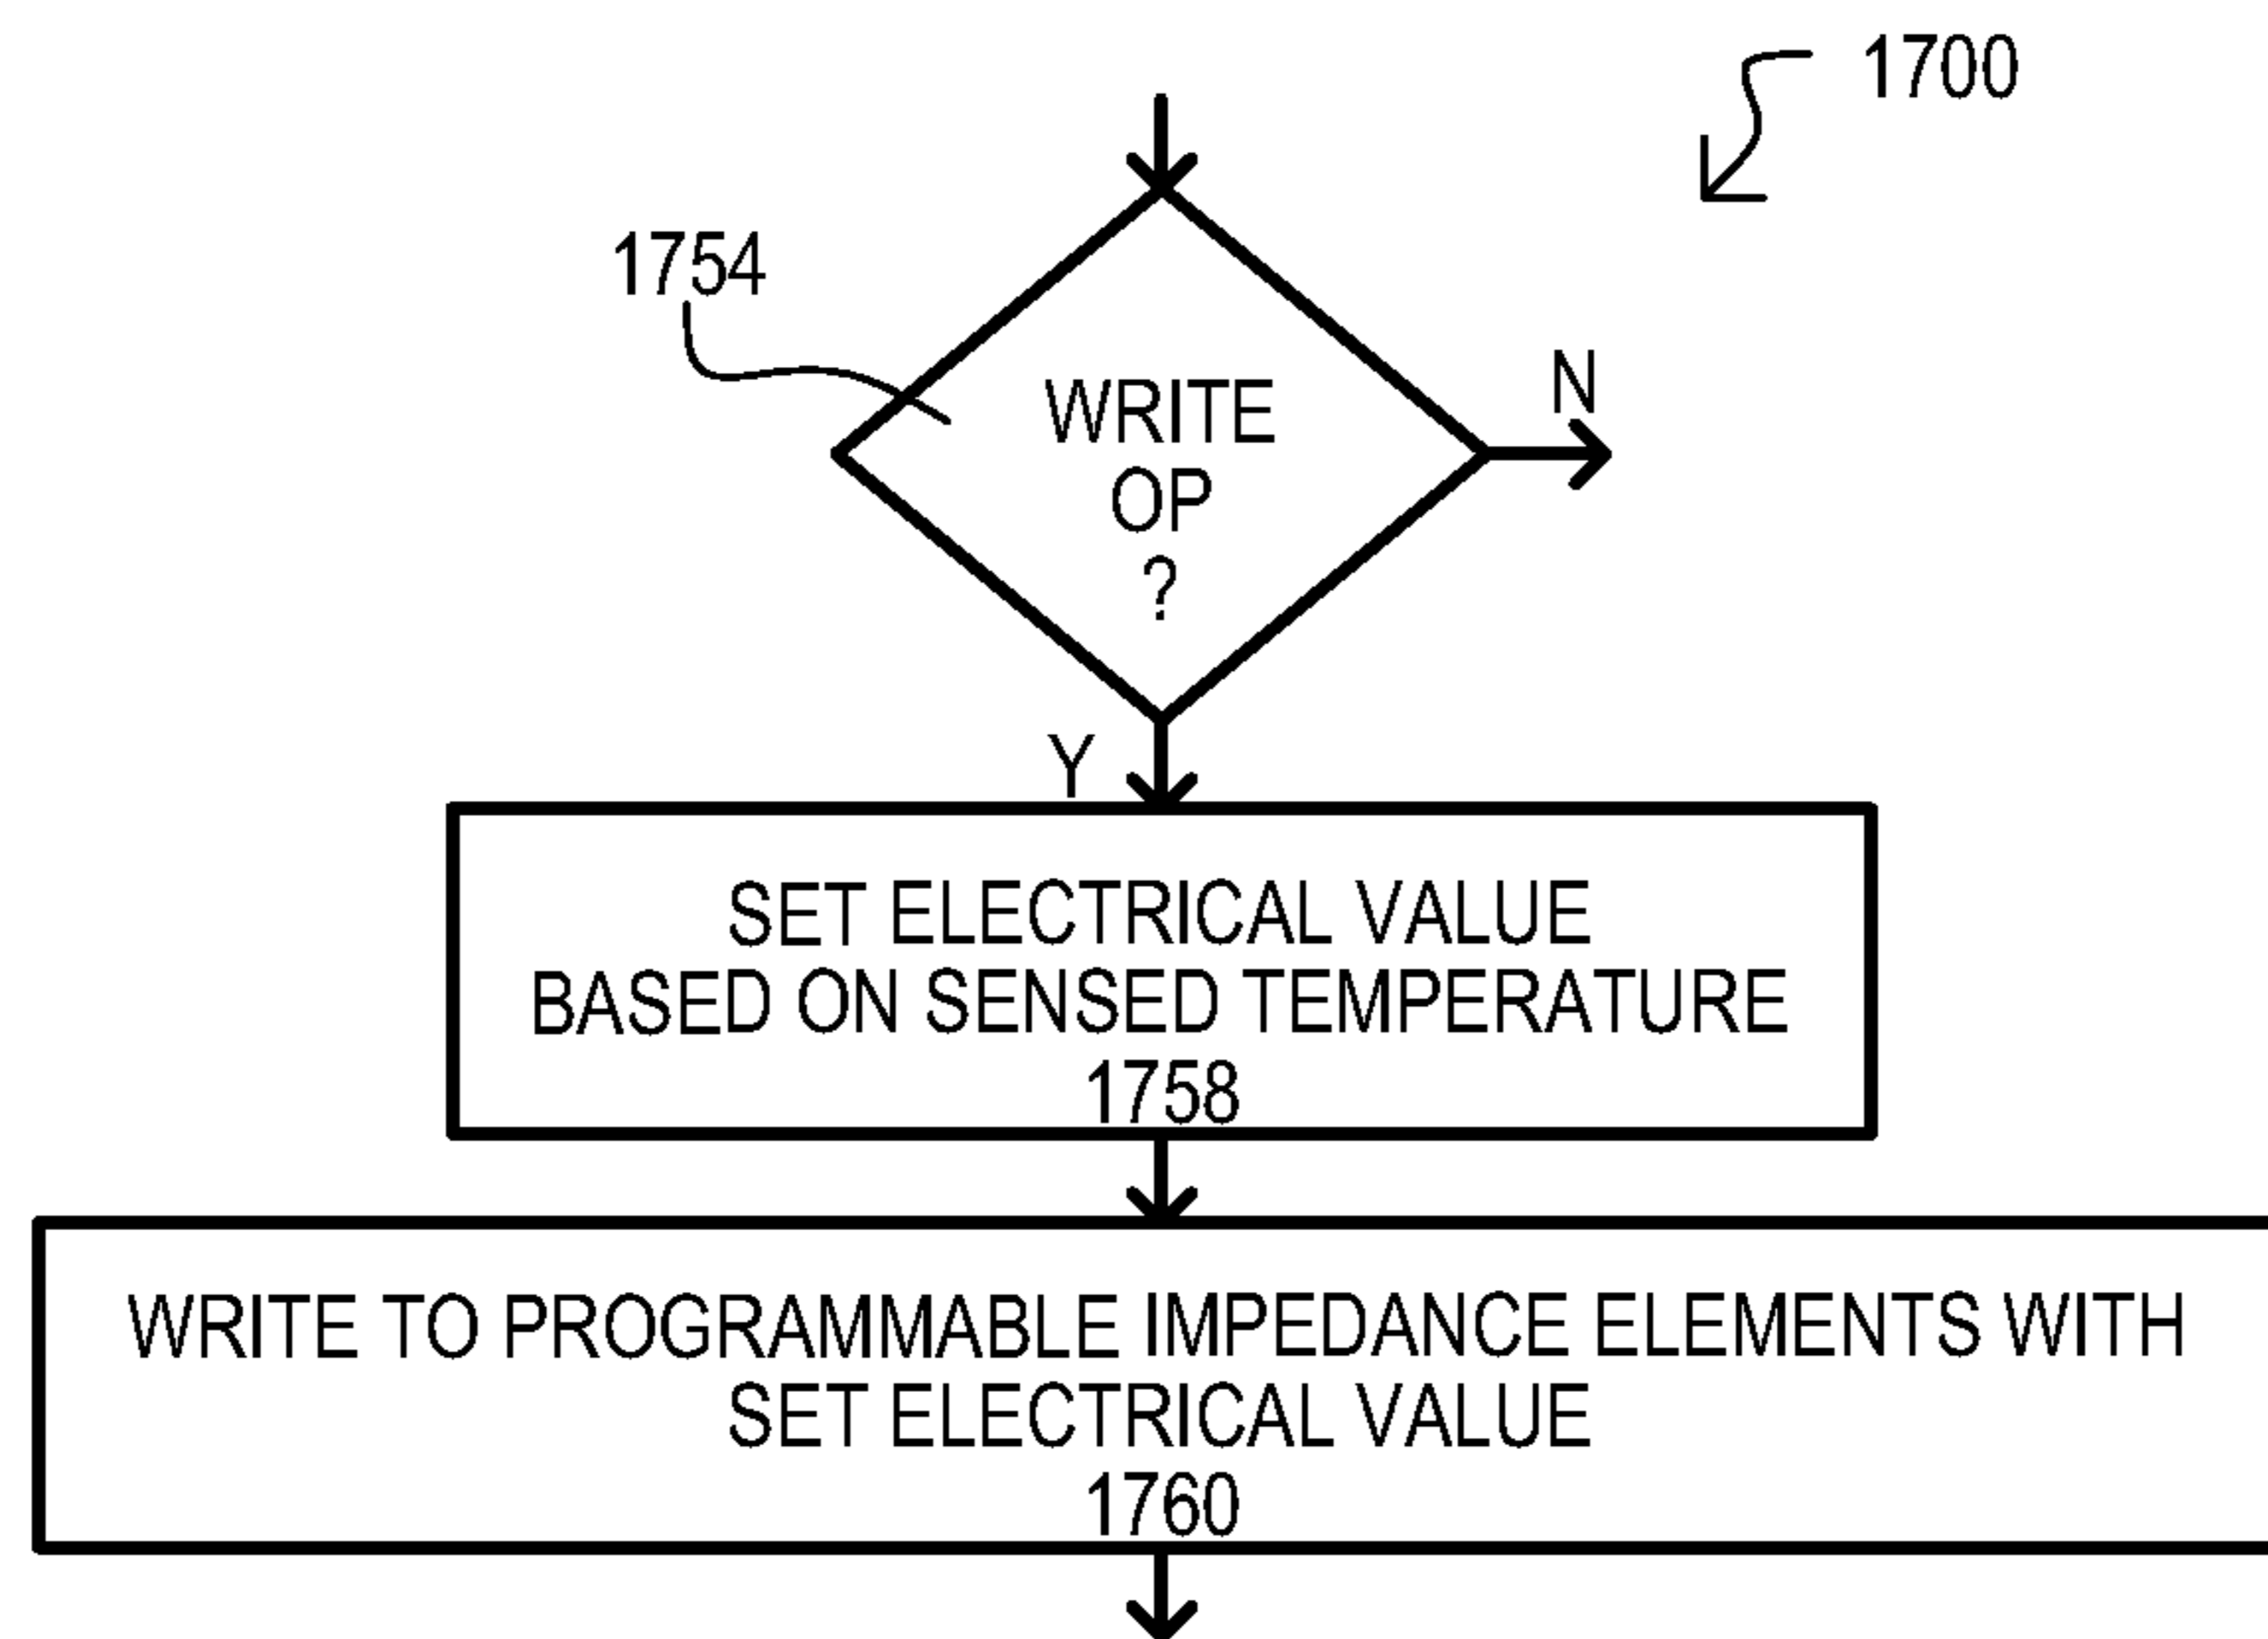 1700
1754
WRITE
OP
?
N
Y
SET ELECTRICAL VALUE
BASED ON SENSED TEMPERATURE
1758
WRITE TO PROGRAMMABLE IMPEDANCE ELEMENTS WITH
SET ELECTRICAL VALUE
1760